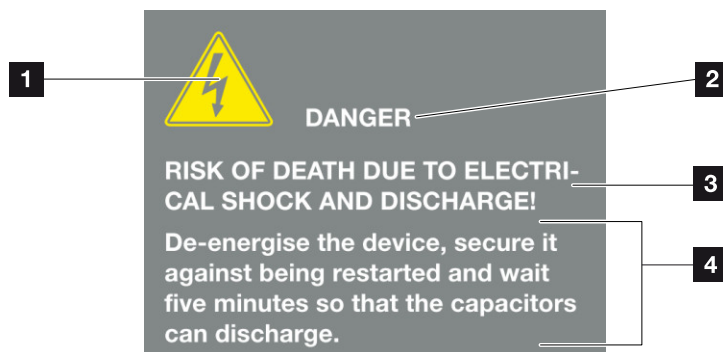 1
2
DANGER
RISK OF DEATH DUE TO ELECTRI-
CAL SHOCK AND DISCHARGE!
3
De-energise the device, secure it
against being restarted and wait
five minutes so that the capacitors
can discharge.
4